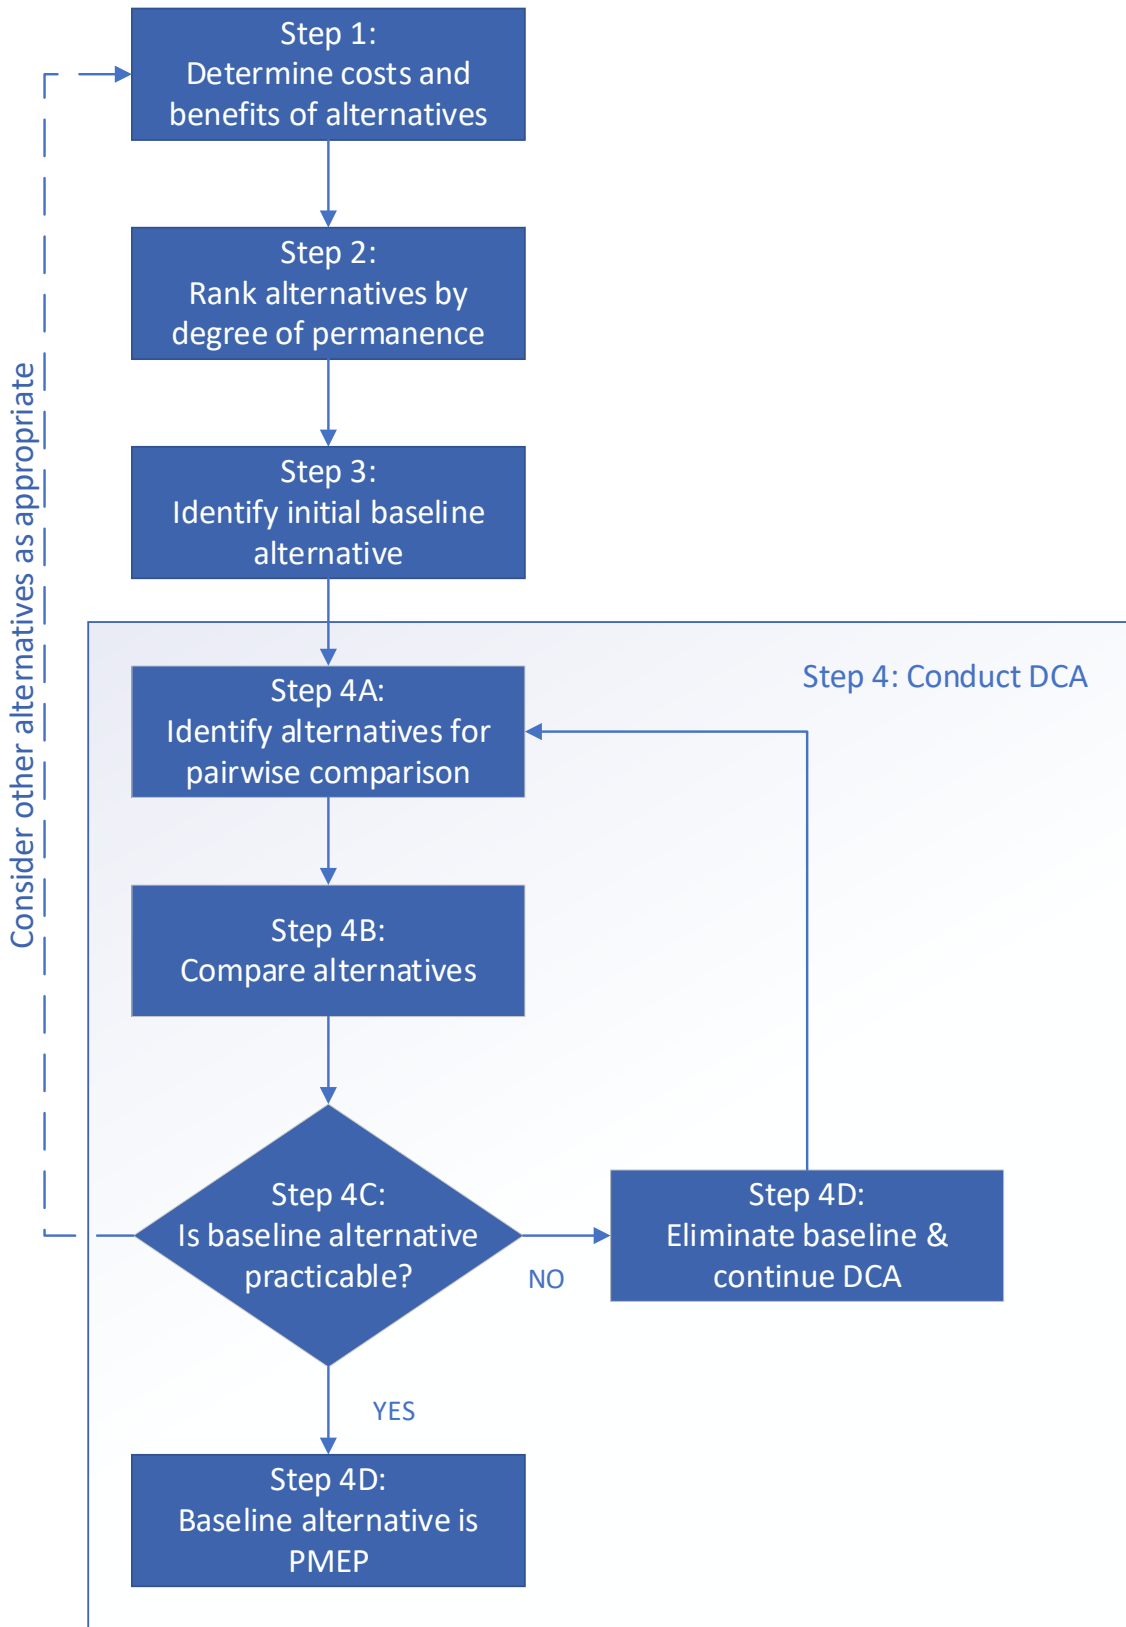 Step 1:
Determine costs and
benefits of alternatives
Step 2:
Rank alternatives by
degree of permanence
Step 3:
Identify initial baseline
alternative
Consider other alternatives as appropriate
Step 4: Conduct DCA
Step 4A:
Identify alternatives for
pairwise comparison
Step 4B:
Compare alternatives
Step 4C:
Is baseline alternative
practicable?
NO
Step 4D:
Eliminate baseline &
continue DCA
YES
Step 4D:
Baseline alternative is
PMEP